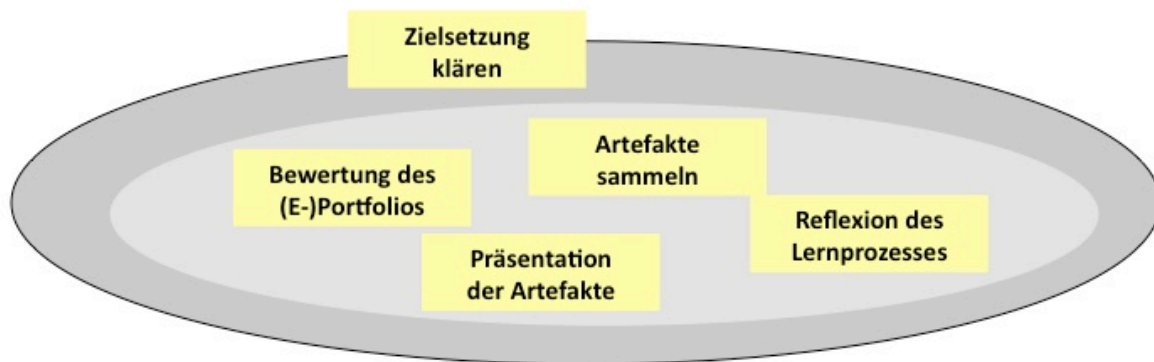 Zielsetzung
klären
Artefakte
sammeln
Bewertung des
(E-)Portfolios
Reflexion des
Lernprozesses
Präsentation
der Artefakte